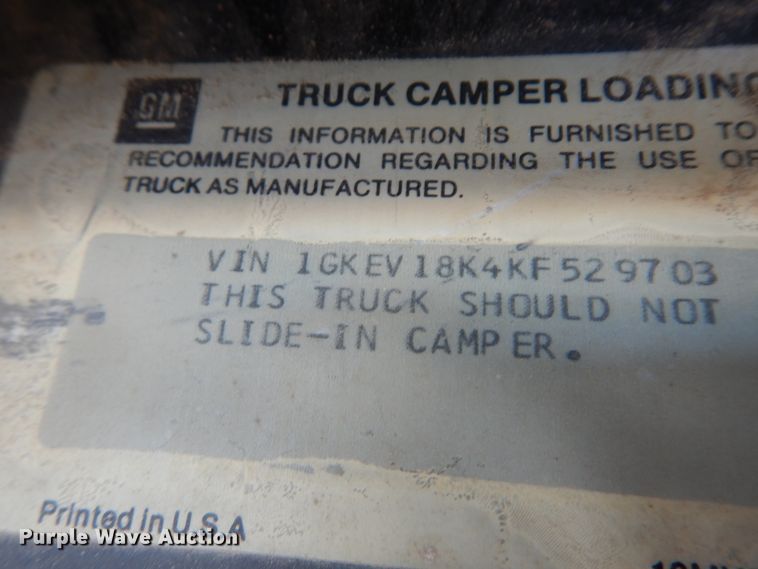 GM
TRUCK CAMPER LOADING
THIS INFORMATION IS FURNISHED TO
RECOMMENDATION REGARDING THE USE OF
TRUCK AS MANUFACTURED.
VIN 1GKEV18K4KF529703
THIS TRUCK SHOULD NOT
SLIDE-IN CAMPER.
Printed in U.S.A
Purple Wave Auction